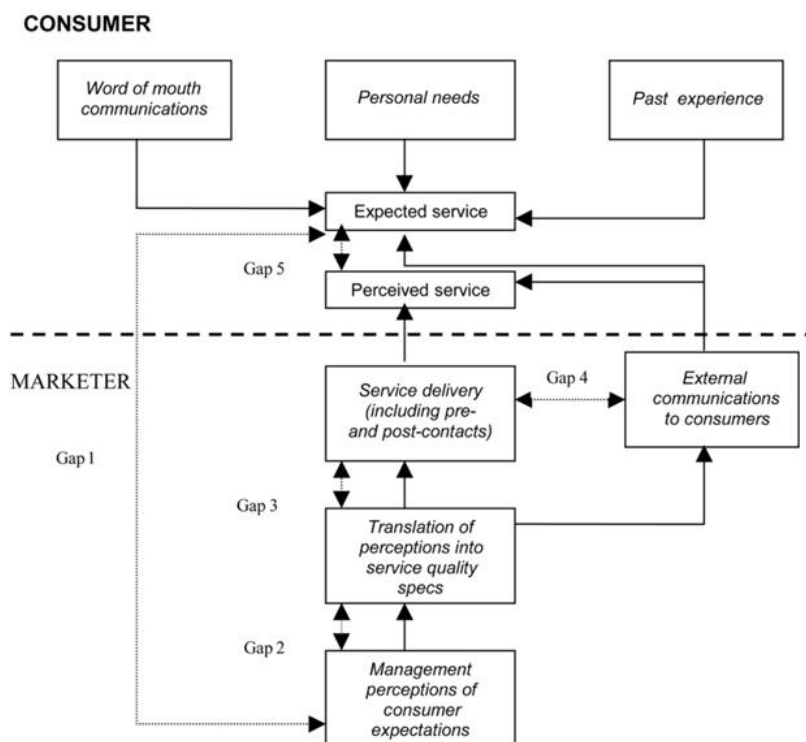 CONSUMER
Word of mouth
communications
Personal needs
Past experience
Expected service
Gap 5
Perceived service
MARKETER
Service delivery
(including pre-
and post-contacts)
Gap 4
External
communications
to consumers
Gap 1
Gap 3
Translation of
perceptions into
service quality
specs
Gap 2
Management
perceptions of
consumer
expectations